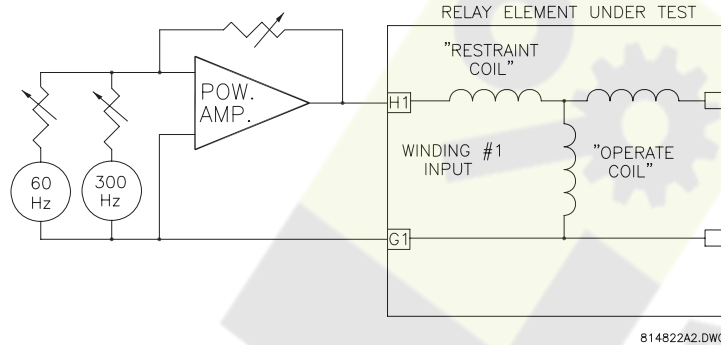 RELAY ELEMENT UNDER TEST
"RESTRAINT
COIL"
POW.
AMP.
H1
WINDING #1
INPUT
"OPERATE
COIL"
60
Hz
300
Hz
G1
814822A2.DWG